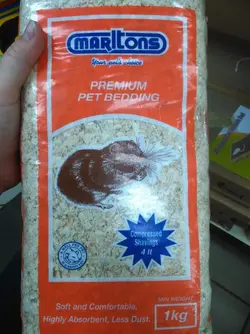 marltons
Your pet's choice
PREMIUM
PET BEDDING
Compressed
Shavings
4 lt
MIN WEIGHT
1kg
Soft and Comfortable,
Highly Absorbent, Less Dust.